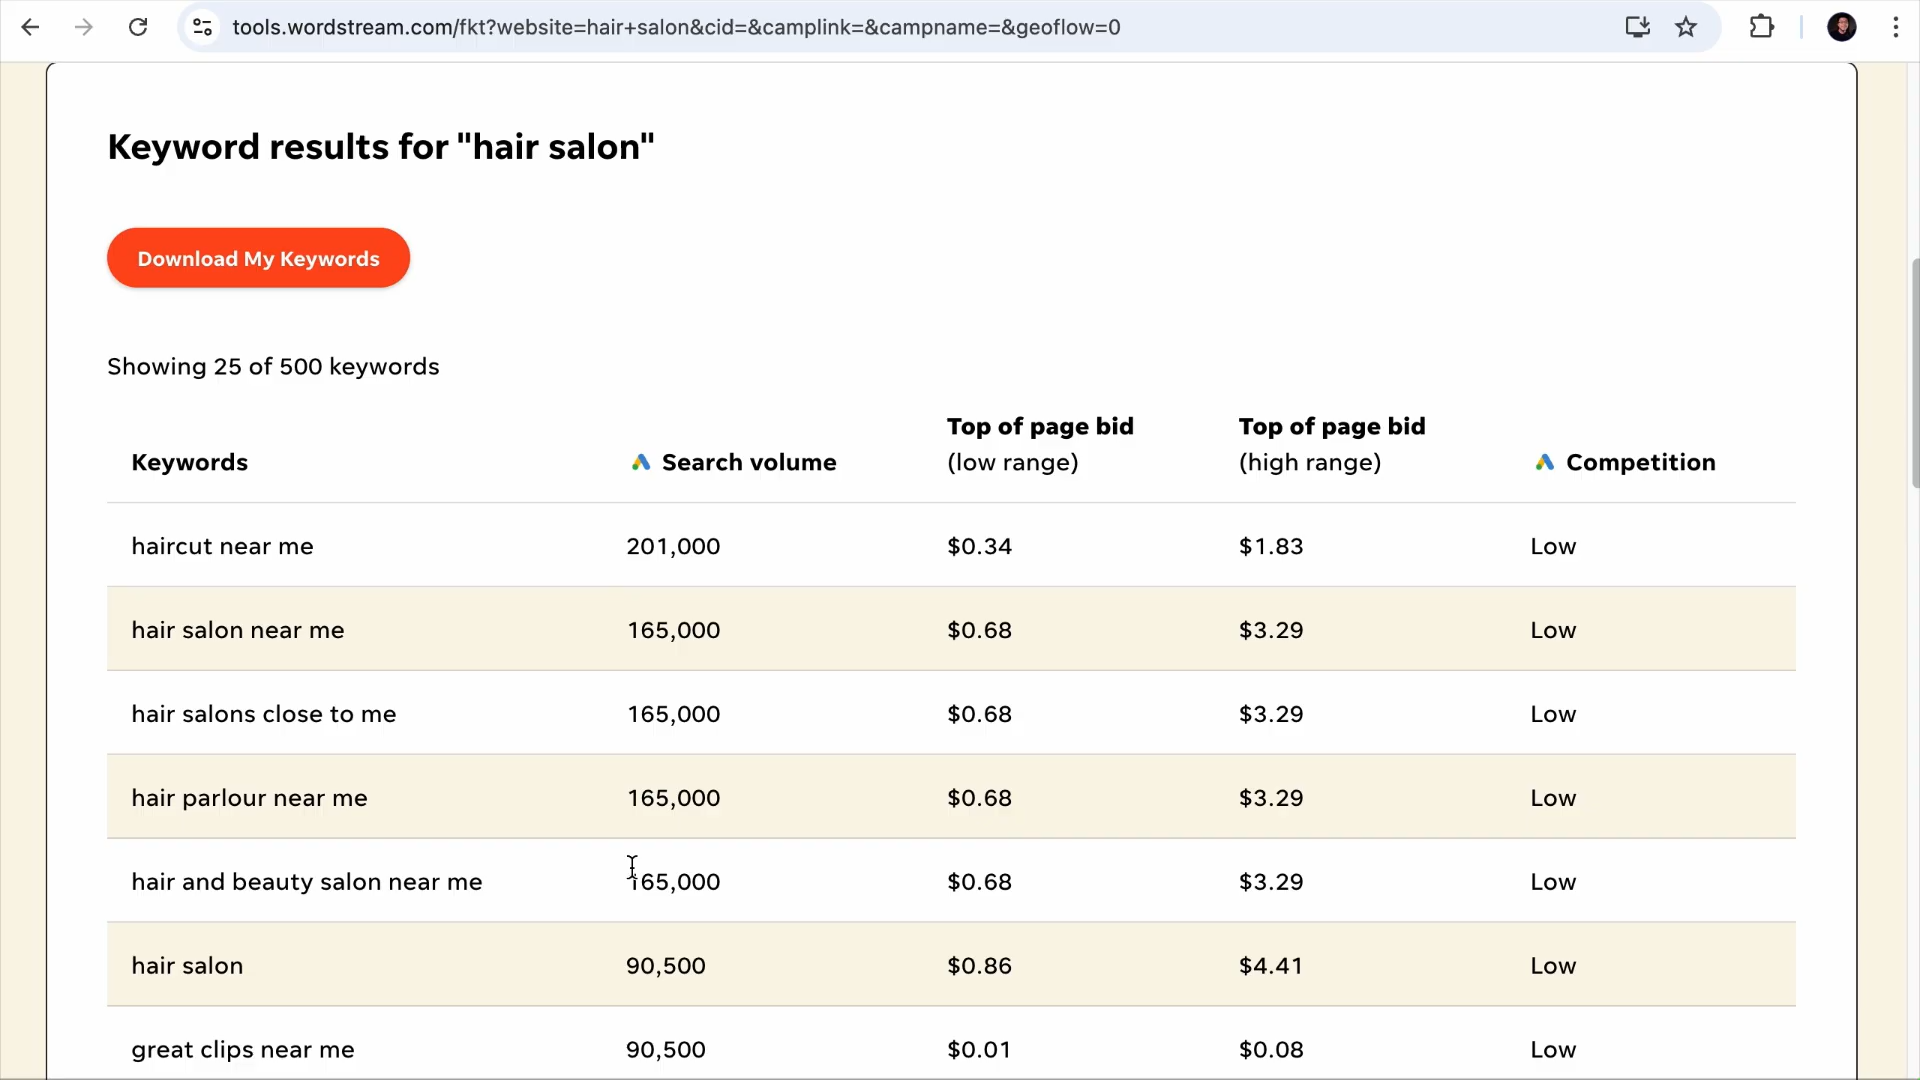 tools.wordstream.com/fkt?website=hair+salon&cid=&camplink=&campname=&geoflow=0
Keyword results for "hair salon"
Download My Keywords
Showing 25 of 500 keywords
Keywords Search volume Top of page bid (low range) Top of page bid (high range) Competition
haircut near me 201,000 $0.34 $1.83 Low
hair salon near me 165,000 $0.68 $3.29 Low
hair salons close to me 165,000 $0.68 $3.29 Low
hair parlour near me 165,000 $0.68 $3.29 Low
hair and beauty salon near me 165,000 $0.68 $3.29 Low
hair salon 90,500 $0.86 $4.41 Low
great clips near me 90,500 $0.01 $0.08 Low